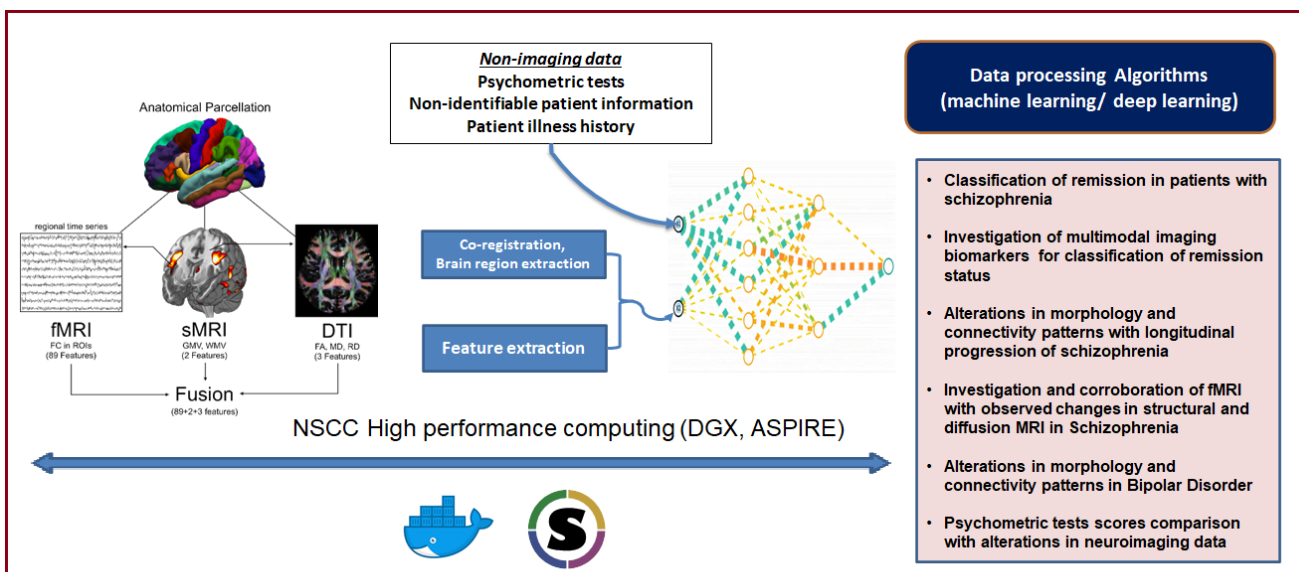 Anatomical Parcellation
regional time series
fMRI
FC in ROIs
(89 Features)
sMRI
GMV, WMV
(2 Features)
DTI
FA, MD, RD
(3 Features)
Fusion
(89+2+3 features)
Non-imaging data
Psychometric tests
Non-identifiable patient information
Patient illness history
Co-registration,
Brain region extraction
Feature extraction
NSCC High performance computing (DGX, ASPIRE)
S
Data processing Algorithms
(machine learning/ deep learning)
• Classification of remission in patients with
schizophrenia
• Investigation of multimodal imaging
biomarkers for classification of remission
status
• Alterations in morphology and
connectivity patterns with longitudinal
progression of schizophrenia
• Investigation and corroboration of fMRI
with observed changes in structural and
diffusion MRI in Schizophrenia
• Alterations in morphology and
connectivity patterns in Bipolar Disorder
• Psychometric tests scores comparison
with alterations in neuroimaging data